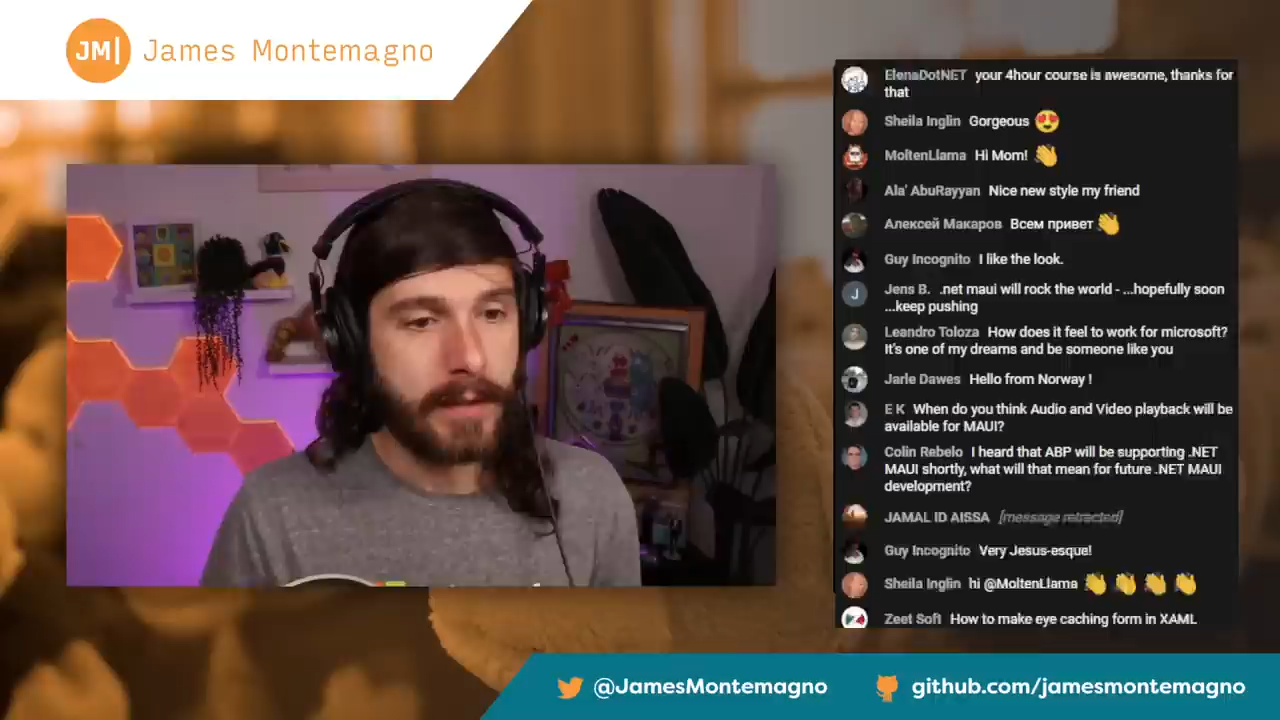 JM| James Montemagno
ElenaDotNET your 4hour course is awesome, thanks for
that
Sheila Inglin Gorgeous
MoltenLlama Hi Mom!
Ala' AbuRayyan Nice new style my friend
Алексей Макаров Всем привет
Guy Incognito I like the look.
J Jens B. .net maui will rock the world - ...hopefully soon
...keep pushing
Leandro Toloza How does it feel to work for microsoft?
It's one of my dreams and be someone like you
Jarle Dawes Hello from Norway !
E K When do you think Audio and Video playback will be
available for MAUI?
Colin Rebelo I heard that ABP will be supporting .NET
MAUI shortly, what will that mean for future .NET MAUI
development?
JAMAL ID AISSA [message retracted]
Guy Incognito Very Jesus-esque!
Sheila Inglin hi @MoltenLlama
Zeet Soft How to make eye caching form in XAML
@JamesMontemagno github.com/jamesmontemagno